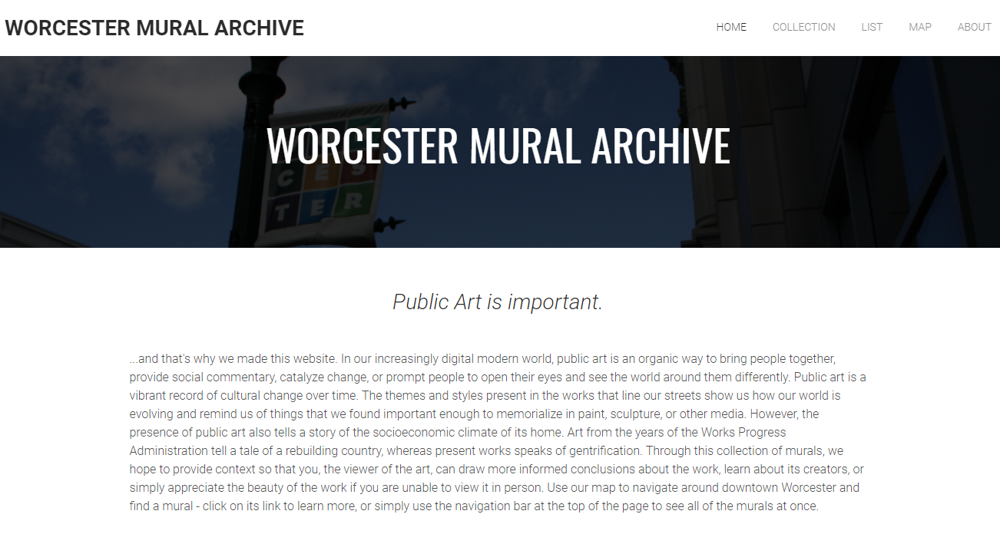 WORCESTER MURAL ARCHIVE
HOME COLLECTION LIST MAP ABOUT
WORCESTER MURAL ARCHIVE
CES
TER
Public Art is important.
...and that's why we made this website. In our increasingly digital modern world, public art is an organic way to bring people together,
provide social commentary, catalyze change, or prompt people to open their eyes and see the world around them differently. Public art is a
vibrant record of cultural change over time. The themes and styles present in the works that line our streets show us how our world is
evolving and remind us of things that we found important enough to memorialize in paint, sculpture, or other media. However, the
presence of public art also tells a story of the socioeconomic climate of its home. Art from the years of the Works Progress
Administration tell a tale of a rebuilding country, whereas present works speaks of gentrification. Through this collection of murals, we
hope to provide context so that you, the viewer of the art, can draw more informed conclusions about the work, learn about its creators, or
simply appreciate the beauty of the work if you are unable to view it in person. Use our map to navigate around downtown Worcester and
find a mural - click on its link to learn more, or simply use the navigation bar at the top of the page to see all of the murals at once.